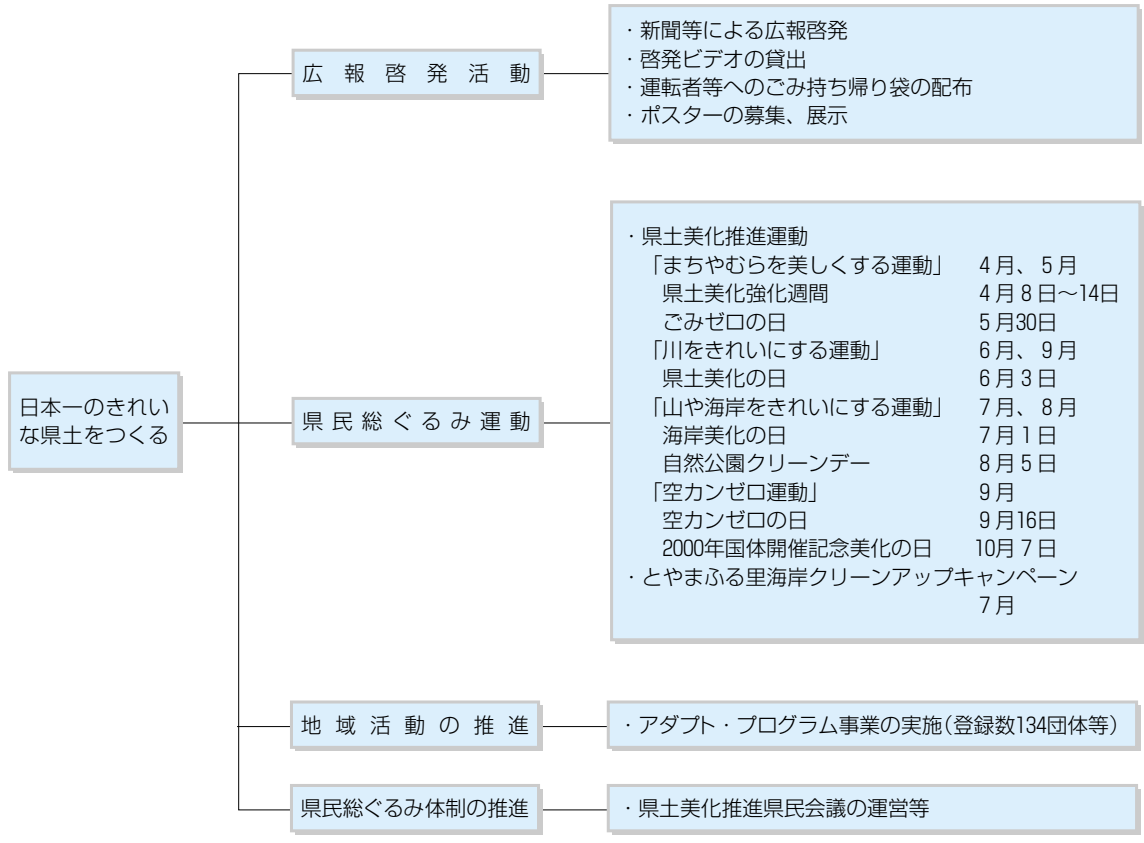 日本一のきれい
な県土をつくる
広報啓発活動
・新聞等による広報啓発
・啓発ビデオの貸出
・運転者等へのごみ持ち帰り袋の配布
・ポスターの募集、展示
県民総ぐるみ運動
・県土美化推進運動
「まちやむらを美しくする運動」 4月、5月
県土美化強化週間 4月8日～14日
ごみゼロの日 5月30日
「川をきれいにする運動」 6月、9月
県土美化の日 6月3日
「山や海岸をきれいにする運動」 7月、8月
海岸美化の日 7月1日
自然公園クリーンデー 8月5日
「空カンゼロ運動」 9月
空カンゼロの日 9月16日
2000年国体開催記念美化の日 10月7日
・とやまふる里海岸クリーンアップキャンペーン
7月
地域活動の推進
・アダプト・プログラム事業の実施(登録数134団体等)
県民総ぐるみ体制の推進
・県土美化推進県民会議の運営等